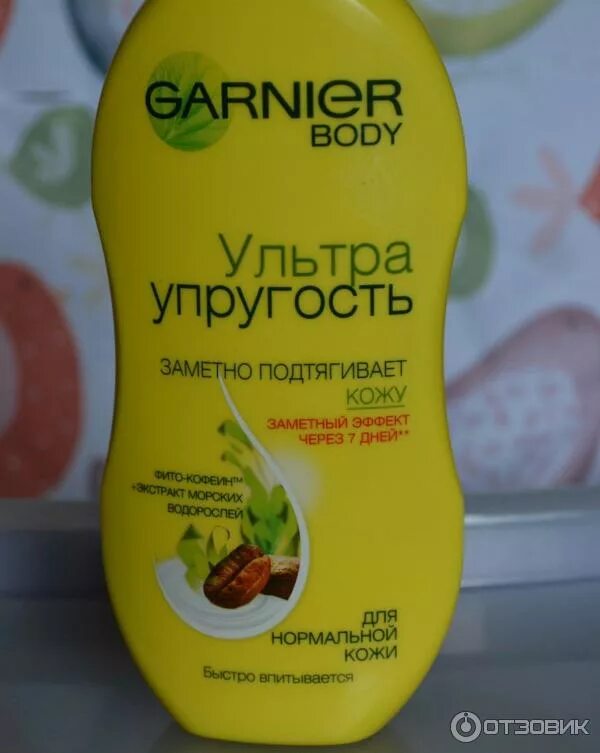 GARNIER
BODY
Ультра
упругость
ЗАМЕТНО ПОДТЯГИВАЕТ
КОЖУ
ЗАМЕТНЫЙ ЭФФЕКТ
ЧЕРЕЗ 7 ДНЕЙ**
ФИТО-КОФЕИН™
+ЭКСТРАКТ МОРСКИХ
ВОДОРОСЛЕЙ
ДЛЯ
НОРМАЛЬНОЙ
КОЖИ
Быстро впитывается
ОТЗОВИК